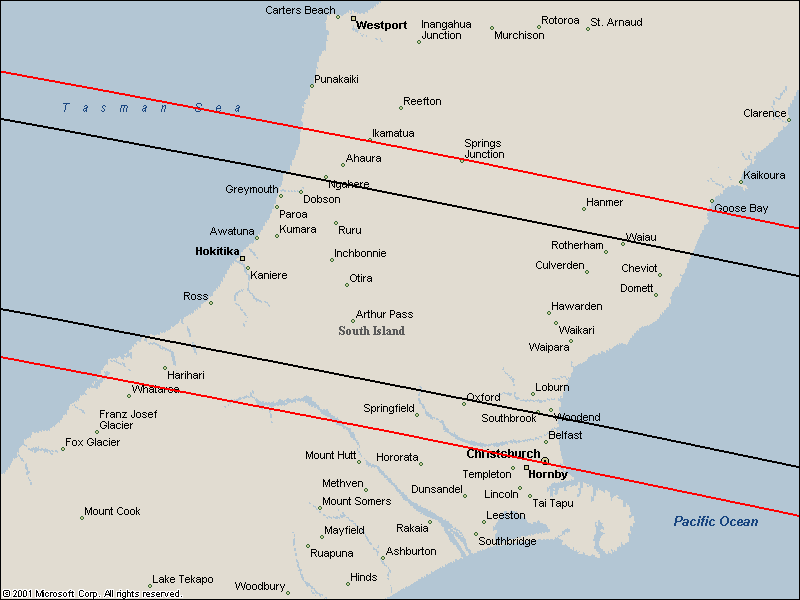 Carters Beach
Westport
Inangahua
Junction
Rotoroa
St. Arnaud
Murchison
Punakaiki
Reefton
Tasman Sea
Clarence
Ikamatua
Springs
Junction
Ahaura
Kaikoura
Ngahere
Greymouth
Dobson
Hanmer
Goose Bay
Paroa
Awatuna
Kumara
Ruru
Waiau
Rotherham
Hokitika
Inchbonnie
Culverden
Cheviot
Kaniere
Otira
Domett
Ross
Hawarden
Arthur Pass
South Island
Waikari
Waipara
Harihari
Whataroa
Loburn
Oxford
Springfield
Southbrook
Woodend
Franz Josef
Glacier
Fox Glacier
Belfast
Mount Hutt
Hororata
Christchurch
Templeton
Hornby
Methven
Dunsandel
Lincoln
Mount Somers
Tai Tapu
Mount Cook
Leeston
Pacific Ocean
Mayfield
Rakaia
Southbridge
Ruapuna
Ashburton
Lake Tekapo
Hinds
Woodbury
© 2001 Microsoft Corp. All rights reserved.